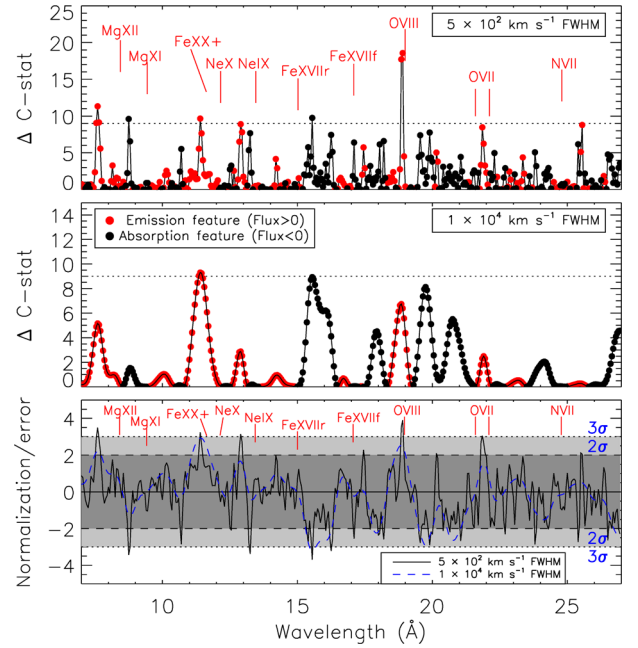 25
20
15
10
5
0
Δ C-stat
5 × 10² km s⁻¹ FWHM
MgXII
MgXI
FeXX+
NeX
NeIX
FeXVIIr
FeXVIIf
OVIII
OVII
NVII
14
12
10
8
6
4
2
0
Δ C-stat
Emission feature (Flux>0)
Absorption feature (Flux<0)
1 × 10⁴ km s⁻¹ FWHM
4
2
0
-2
-4
Normalization/error
MgXII
MgXI
FeXX+
NeX
NeIX
FeXVIIr
FeXVIIf
OVIII
OVII
NVII
3σ
2σ
2σ
3σ
5 × 10² km s⁻¹ FWHM
1 × 10⁴ km s⁻¹ FWHM
10 15 20 25
Wavelength (Å)